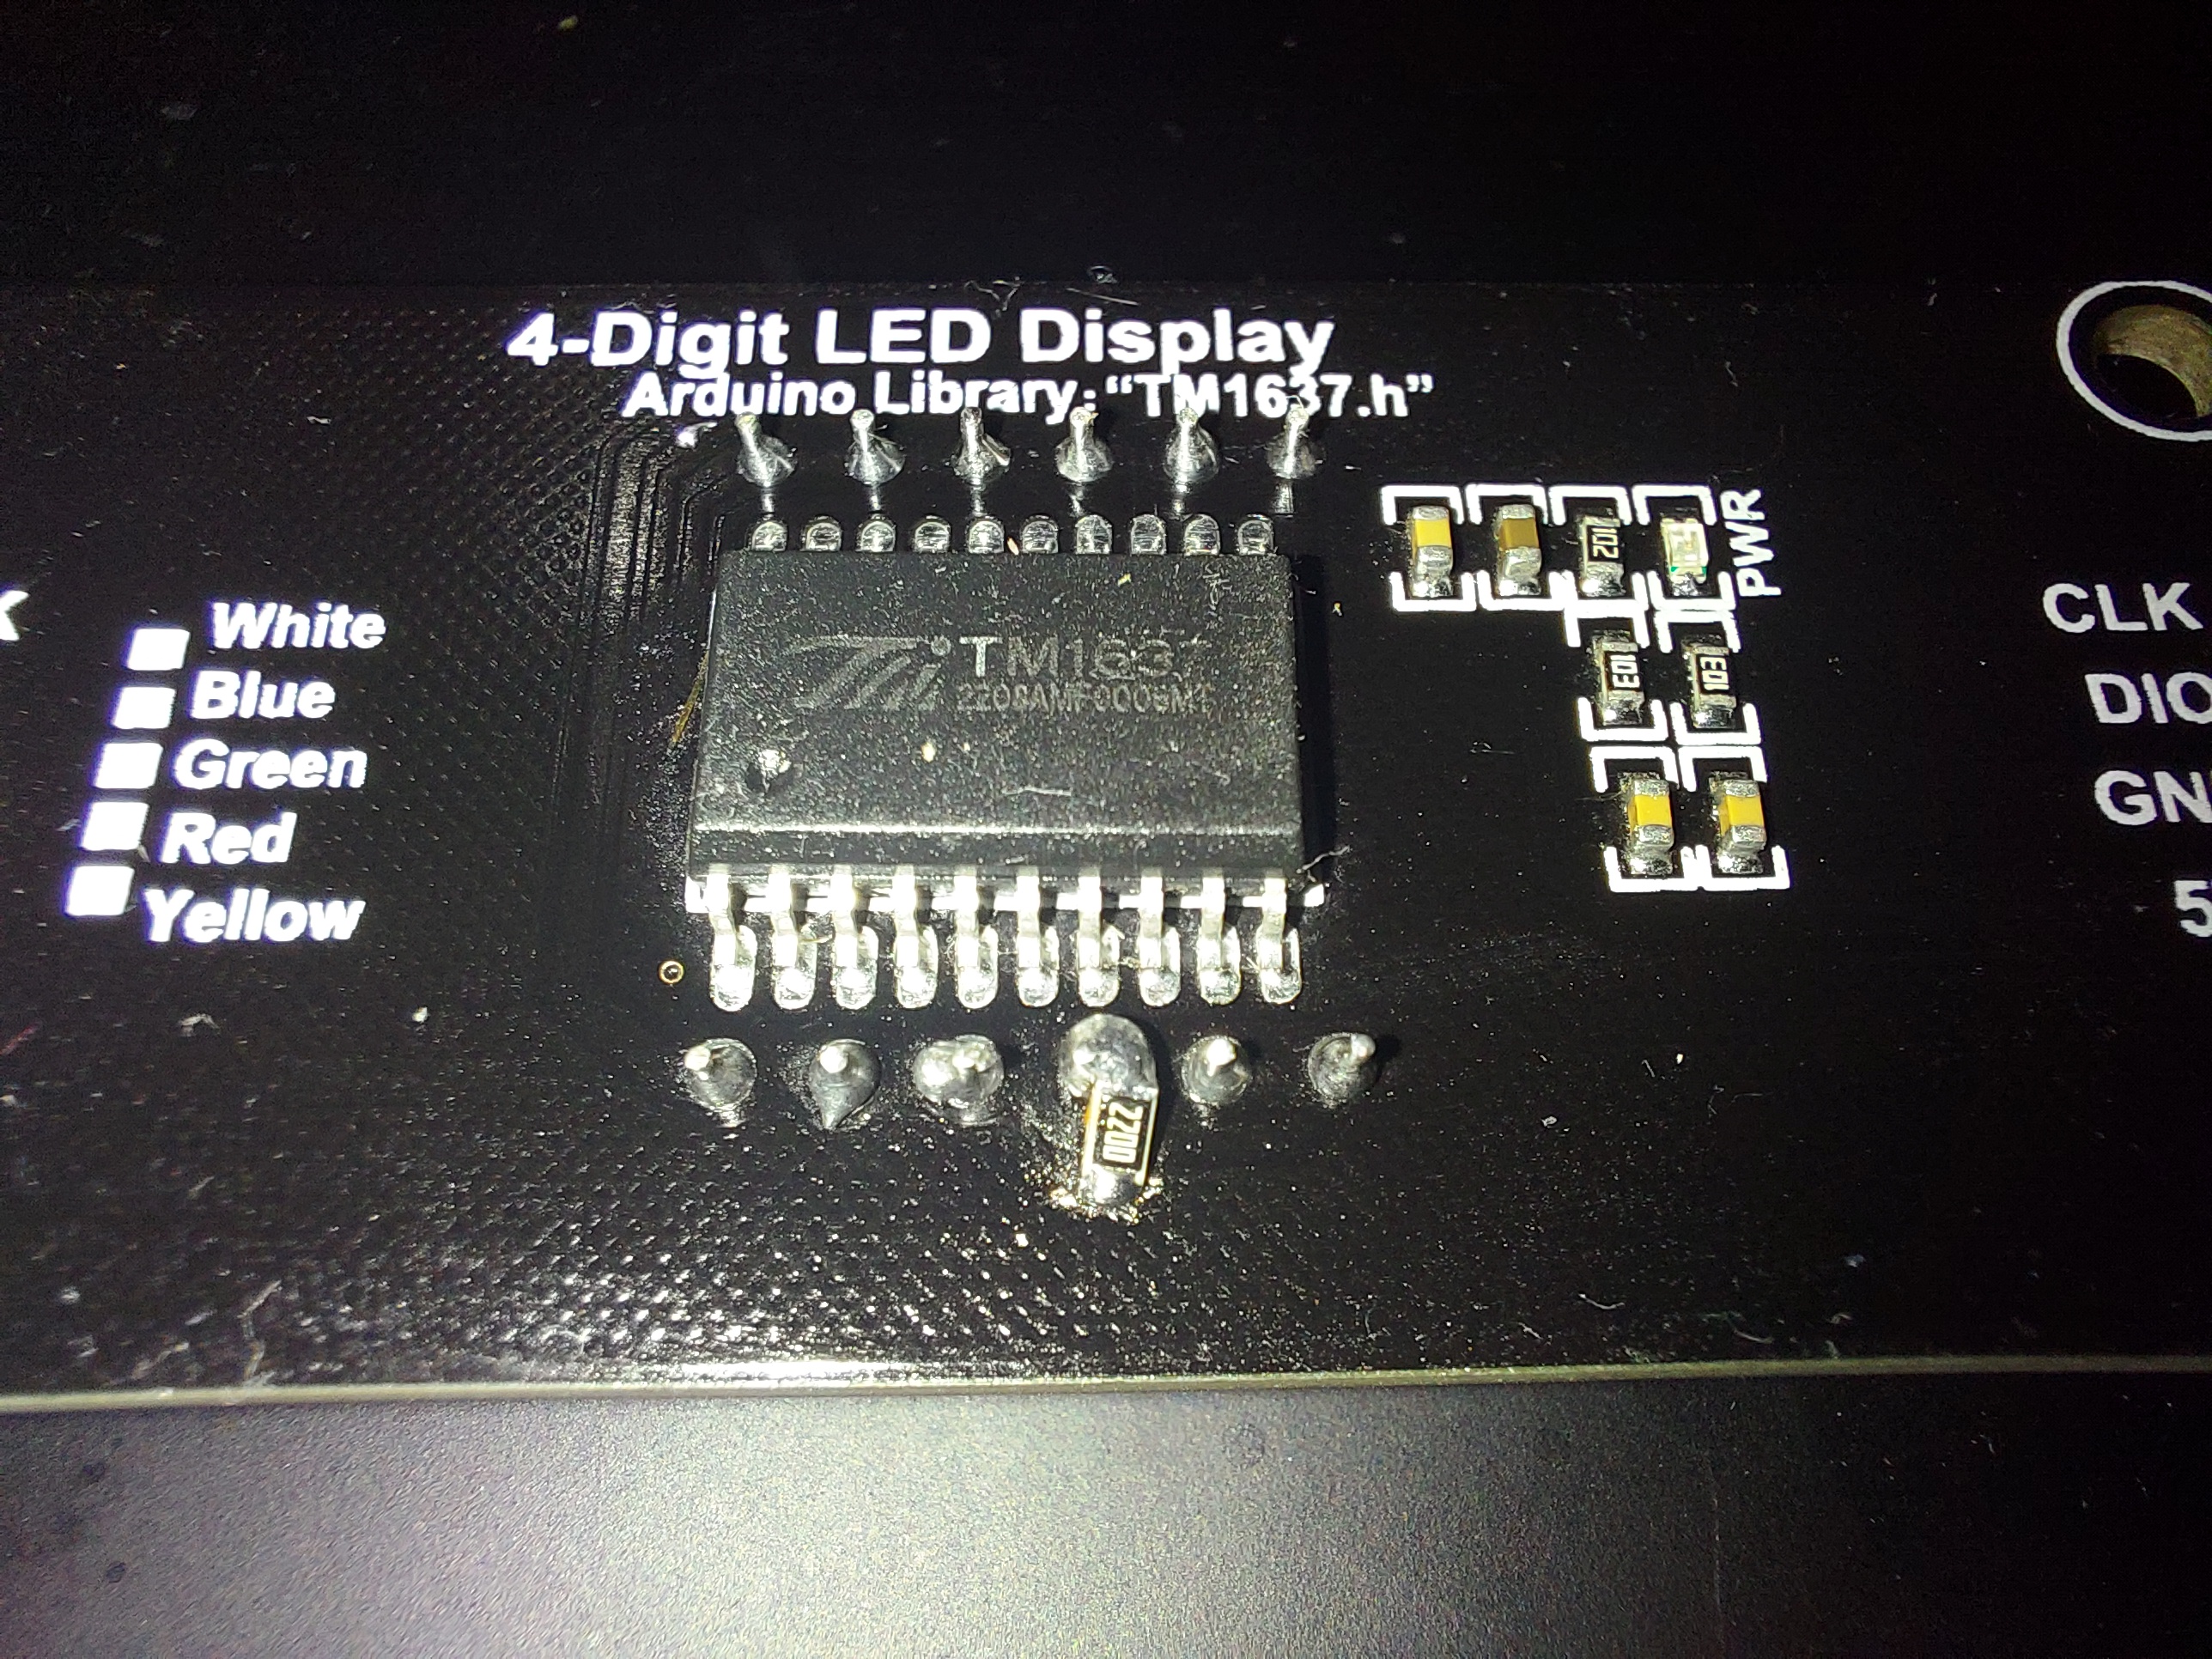 4-Digit LED Display
Arduino Library:“TM1637.h”
102
PWR
103
103
TM1637
White
Blue
Green
Red
Yellow
K
CLK
DIO
GN
5
2200